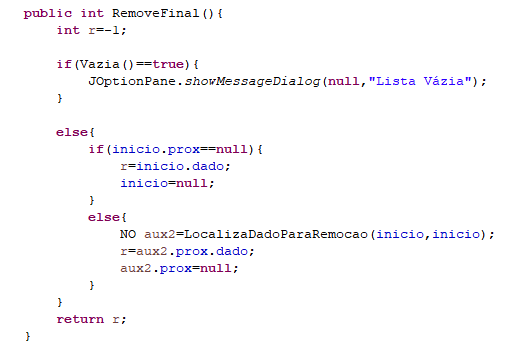 public int RemoveFinal(){
int r=-1;
if(Vazia()==true){
JOptionPane.showMessageDialog(null,"Lista Vázia");
}
else{
if(inicio.prox==null){
r=inicio.dado;
inicio=null;
}
else{
NO aux2=LocalizaDadoParaRemocao(inicio,inicio);
r=aux2.prox.dado;
aux2.prox=null;
}
}
return r;
}